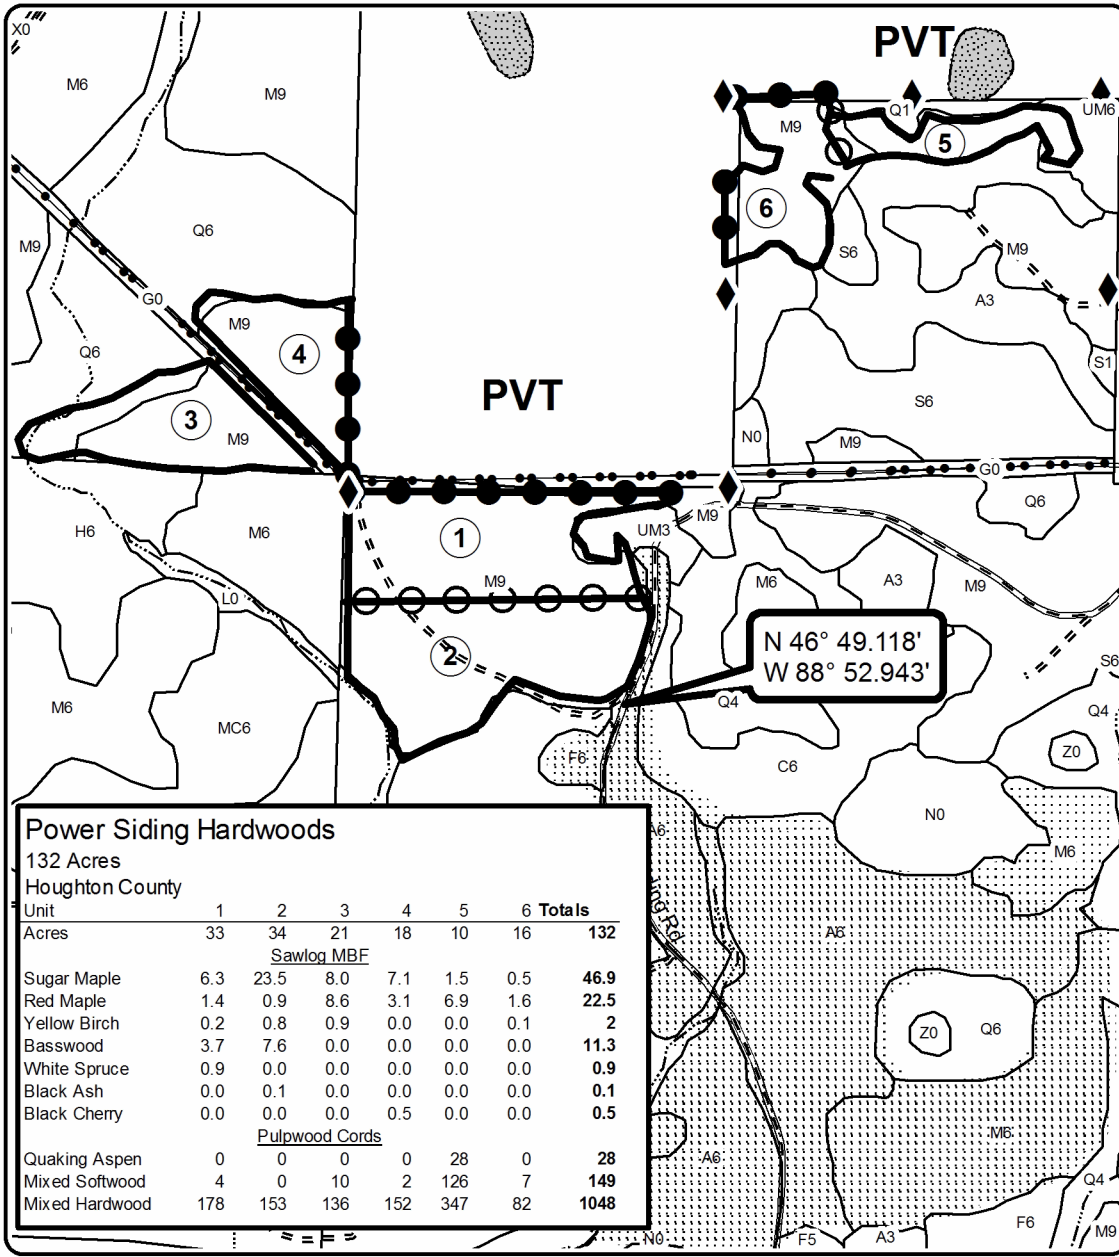 X0
PVT
M6
M9
Q1
UM6
M9
5
6
Q6
M9
S6
M9
G0
A3
M9
4
Q6
S1
PVT
S6
3
M9
N0
M9
G0
Q6
M9
UM3
H6
M6
1
M9
M6
A3
M9
L0
N 46° 49.118'
W 88° 52.943'
2
S6
M6
Q4
Q4
MC6
Z0
F6
C6
N0
A6
M6
ng Rd
A6
Z0
Q6
M6
A6
Q4
F6
M9
N0
F5
A3
Power Siding Hardwoods
132 Acres
Houghton County
Unit 1 2 3 4 5 6 Totals
Acres 33 34 21 18 10 16 132
Sawlog MBF
Sugar Maple 6.3 23.5 8.0 7.1 1.5 0.5 46.9
Red Maple 1.4 0.9 8.6 3.1 6.9 1.6 22.5
Yellow Birch 0.2 0.8 0.9 0.0 0.0 0.1 2
Basswood 3.7 7.6 0.0 0.0 0.0 0.0 11.3
White Spruce 0.9 0.0 0.0 0.0 0.0 0.0 0.9
Black Ash 0.0 0.1 0.0 0.0 0.0 0.0 0.1
Black Cherry 0.0 0.0 0.0 0.5 0.0 0.0 0.5
Pulpwood Cords
Quaking Aspen 0 0 0 0 28 0 28
Mixed Softwood 4 0 10 2 126 7 149
Mixed Hardwood 178 153 136 152 347 82 1048